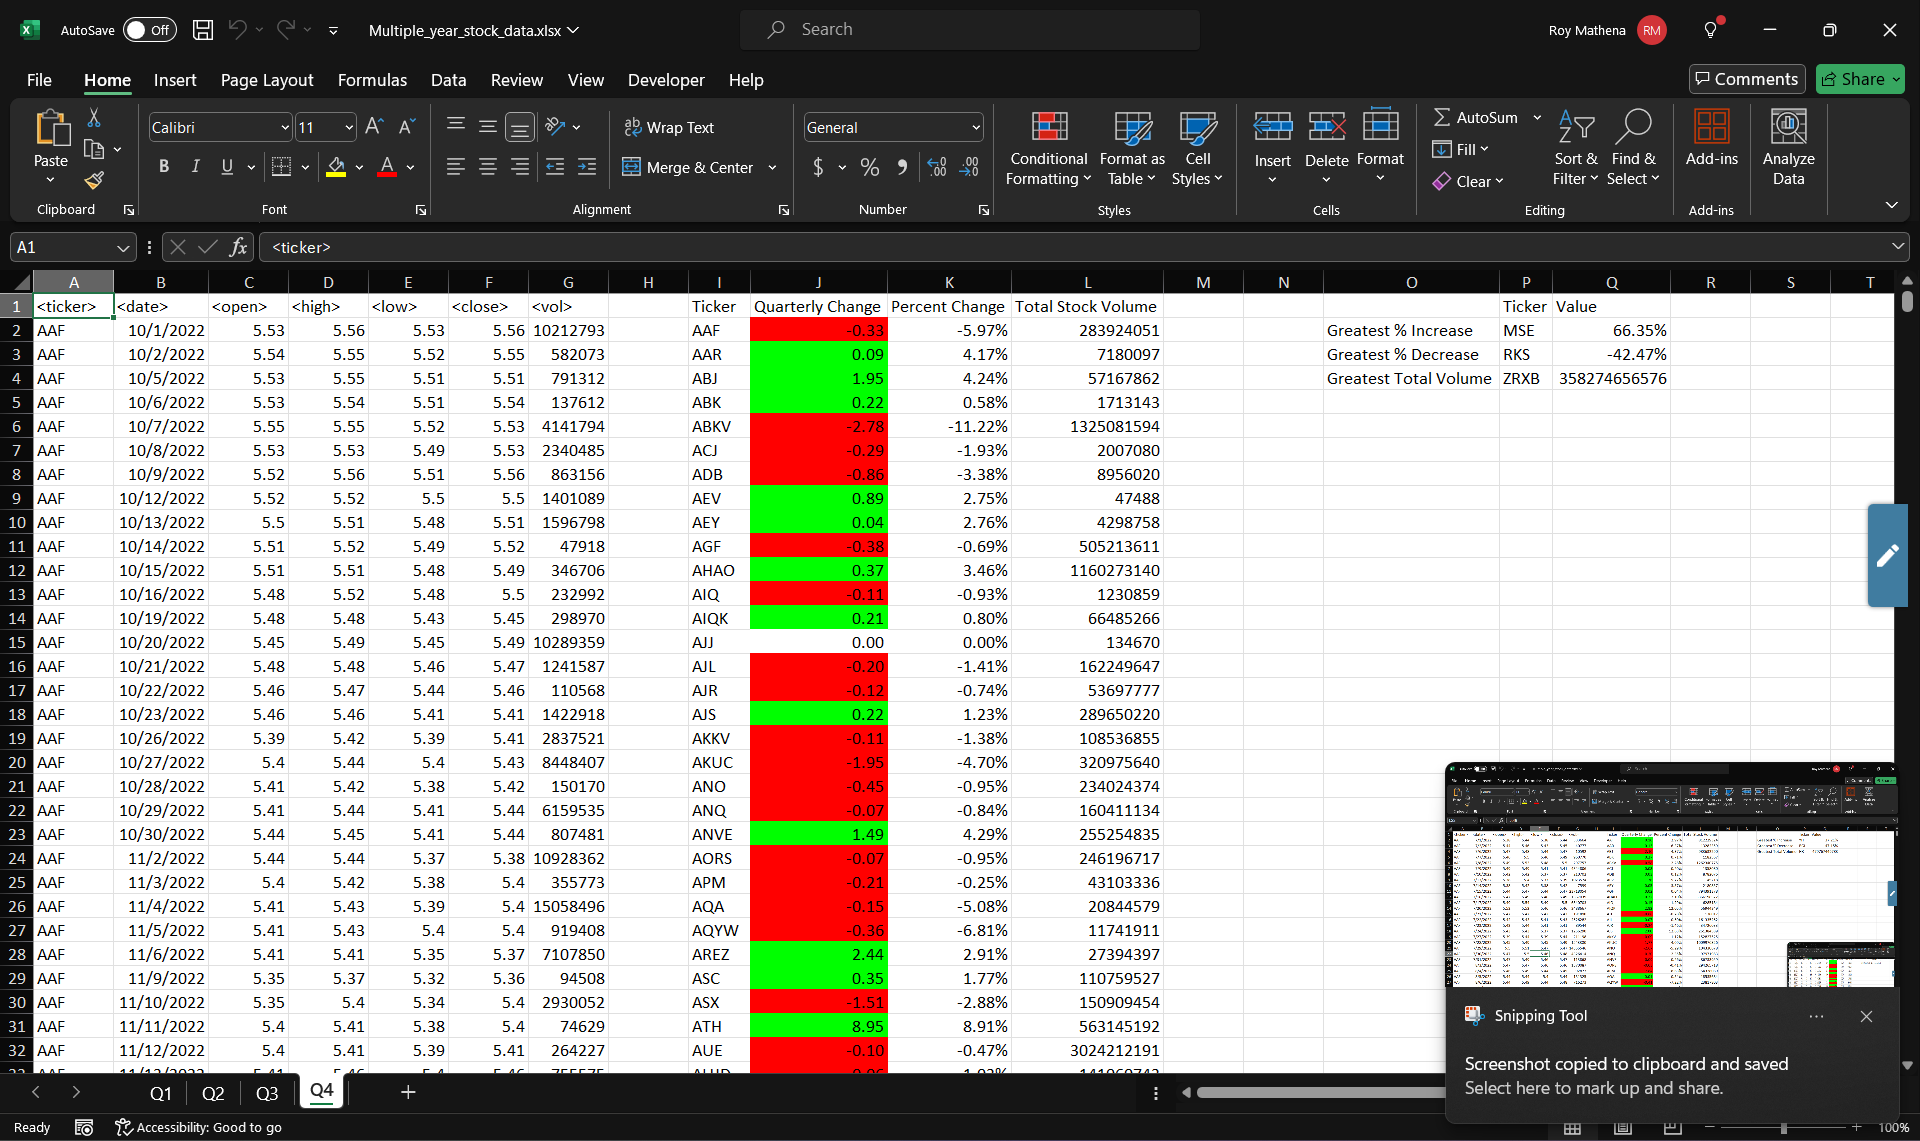 AutoSave Off Multiple_year_stock_data.xlsx Search Roy Mathena RM
File Home Insert Page Layout Formulas Data Review View Developer Help Comments Share
Paste Calibri 11 Wrap Text General Conditional Formatting Format as Table Cell Styles Insert Delete Format AutoSum Fill Clear Sort & Filter Find & Select Add-ins Analyze Data
B I U A Merge & Center $ %
Clipboard Font Alignment Number Styles Cells Editing Add-ins
A1 fx <ticker>
A B C D E F G H I J K L M N O P Q R S T
1 <ticker> <date> <open> <high> <low> <close> <vol> Ticker Quarterly Change Percent Change Total Stock Volume Ticker Value
2 AAF 10/1/2022 5.53 5.56 5.53 5.56 10212793 AAF -0.33 -5.97% 283924051 Greatest % Increase MSE 66.35%
3 AAF 10/2/2022 5.54 5.55 5.52 5.55 582073 AAR 0.09 4.17% 7180097 Greatest % Decrease RKS -42.47%
4 AAF 10/5/2022 5.53 5.55 5.51 5.51 791312 ABJ 1.95 4.24% 57167862 Greatest Total Volume ZRXB 358274656576
5 AAF 10/6/2022 5.53 5.54 5.51 5.54 137612 ABK 0.22 0.58% 1713143
6 AAF 10/7/2022 5.55 5.55 5.52 5.53 4141794 ABKV -2.78 -11.22% 1325081594
7 AAF 10/8/2022 5.53 5.53 5.49 5.53 2340485 ACJ -0.29 -1.93% 2007080
8 AAF 10/9/2022 5.52 5.56 5.51 5.56 863156 ADB -0.86 -3.38% 8956020
9 AAF 10/12/2022 5.52 5.52 5.5 5.5 1401089 AEV 0.89 2.75% 47488
10 AAF 10/13/2022 5.5 5.51 5.48 5.51 1596798 AEY 0.04 2.76% 4298758
11 AAF 10/14/2022 5.51 5.52 5.49 5.52 47918 AGF -0.38 -0.69% 505213611
12 AAF 10/15/2022 5.51 5.51 5.48 5.49 346706 AHAO 0.37 3.46% 1160273140
13 AAF 10/16/2022 5.48 5.52 5.48 5.5 232992 AIQ -0.11 -0.93% 1230859
14 AAF 10/19/2022 5.48 5.48 5.43 5.45 298970 AIQK 0.21 0.80% 66485266
15 AAF 10/20/2022 5.45 5.49 5.45 5.49 10289359 AJJ 0.00 0.00% 134670
16 AAF 10/21/2022 5.48 5.48 5.46 5.47 1241587 AJL -0.20 -1.41% 162249647
17 AAF 10/22/2022 5.46 5.47 5.44 5.46 110568 AJR -0.12 -0.74% 53697777
18 AAF 10/23/2022 5.46 5.46 5.41 5.41 1422918 AJS 0.22 1.23% 289650220
19 AAF 10/26/2022 5.39 5.42 5.39 5.41 2837521 AKKV -0.11 -1.38% 108536855
20 AAF 10/27/2022 5.4 5.44 5.4 5.43 8448407 AKUC -1.95 -4.70% 320975640
21 AAF 10/28/2022 5.41 5.42 5.38 5.42 150170 ANO -0.45 -0.95% 234024374
22 AAF 10/29/2022 5.41 5.44 5.41 5.44 6159535 ANQ -0.07 -0.84% 160411134
23 AAF 10/30/2022 5.44 5.45 5.41 5.44 807481 ANVE 1.49 4.29% 255254835
24 AAF 11/2/2022 5.44 5.44 5.37 5.38 10928362 AORS -0.07 -0.95% 246196717
25 AAF 11/3/2022 5.4 5.42 5.38 5.4 355773 APM -0.21 -0.25% 43103336
26 AAF 11/4/2022 5.41 5.43 5.39 5.4 15058496 AQA -0.15 -5.08% 20844579
27 AAF 11/5/2022 5.41 5.43 5.4 5.4 919408 AQYW -0.36 -6.81% 11741911
28 AAF 11/6/2022 5.41 5.41 5.35 5.37 7107850 AREZ 2.44 2.91% 27394397
29 AAF 11/9/2022 5.35 5.37 5.32 5.36 94508 ASC 0.35 1.77% 110759527
30 AAF 11/10/2022 5.35 5.4 5.34 5.4 2930052 ASX -1.51 -2.88% 150909454
31 AAF 11/11/2022 5.4 5.41 5.38 5.4 74629 ATH 8.95 8.91% 563145192
32 AAF 11/12/2022 5.4 5.41 5.39 5.41 264227 AUE -0.10 -0.47% 3024212191
Snipping Tool
Screenshot copied to clipboard and saved
Select here to mark up and share.
Q1 Q2 Q3 Q4
Ready Accessibility: Good to go 100%